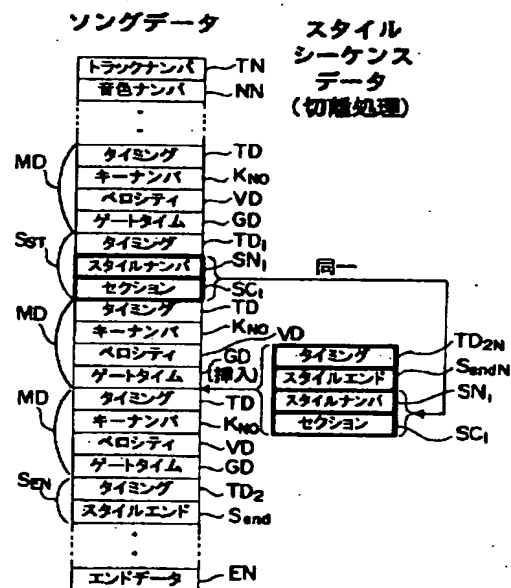 ソングデータ
スタイル
シーケンス
データ
(切離処理)
トラックナンバ TN
音色ナンバ NN
MD
タイミング TD
キーナンバ KNO
ベロシティ VD
ゲートタイム GD
SST
タイミング TD1
スタイルナンバ SN1
セクション SC1
同一
MD
タイミング TD
キーナンバ KNO
ベロシティ VD
ゲートタイム GD
(挿入)
タイミング TD2N
スタイルエンド SendN
スタイルナンバ SN1
セクション SC1
MD
タイミング TD
キーナンバ KNO
ベロシティ VD
ゲートタイム GD
SEN
タイミング TD2
スタイルエンド Send
エンドデータ EN